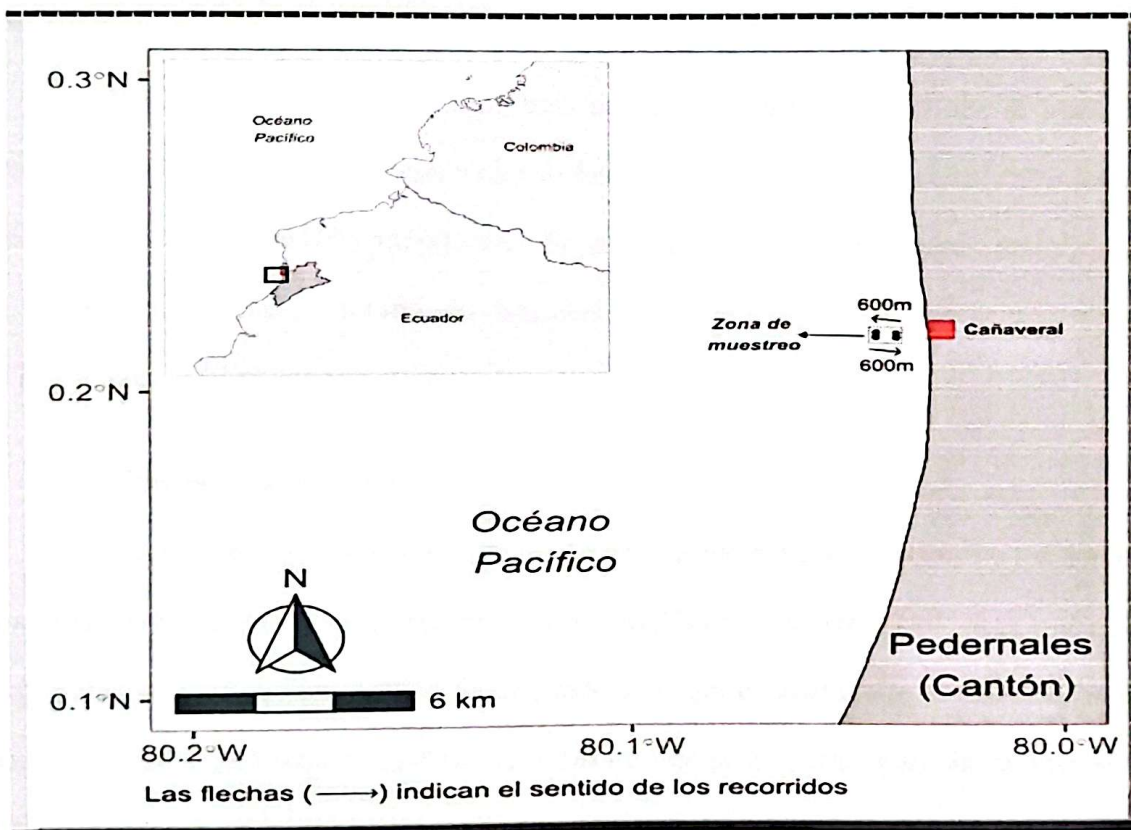 0.3°N
Océano
Pacífico
Colombia
Ecuador
600m
Zona de
muestreo
Cañaveral
600m
0.2°N
Océano
Pacífico
N
Pedernales
(Cantón)
6 km
0.1°N
80.2°W
80.1°W
80.0°W
Las flechas (⟶) indican el sentido de los recorridos